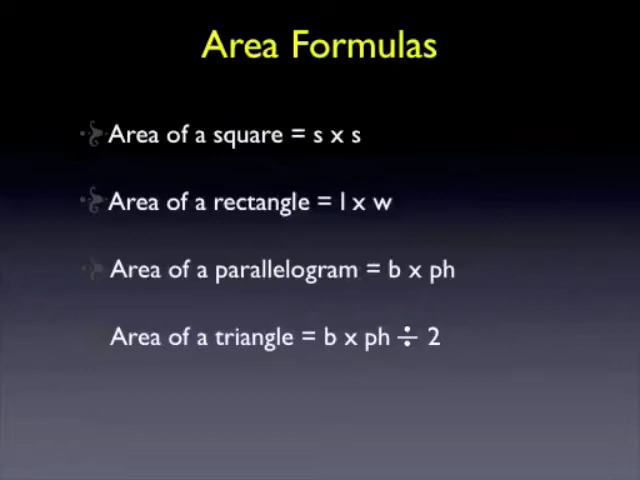 Area Formulas
Area of a square = s x s
Area of a rectangle = l x w
Area of a parallelogram = b x ph
Area of a triangle = b x ph ÷ 2